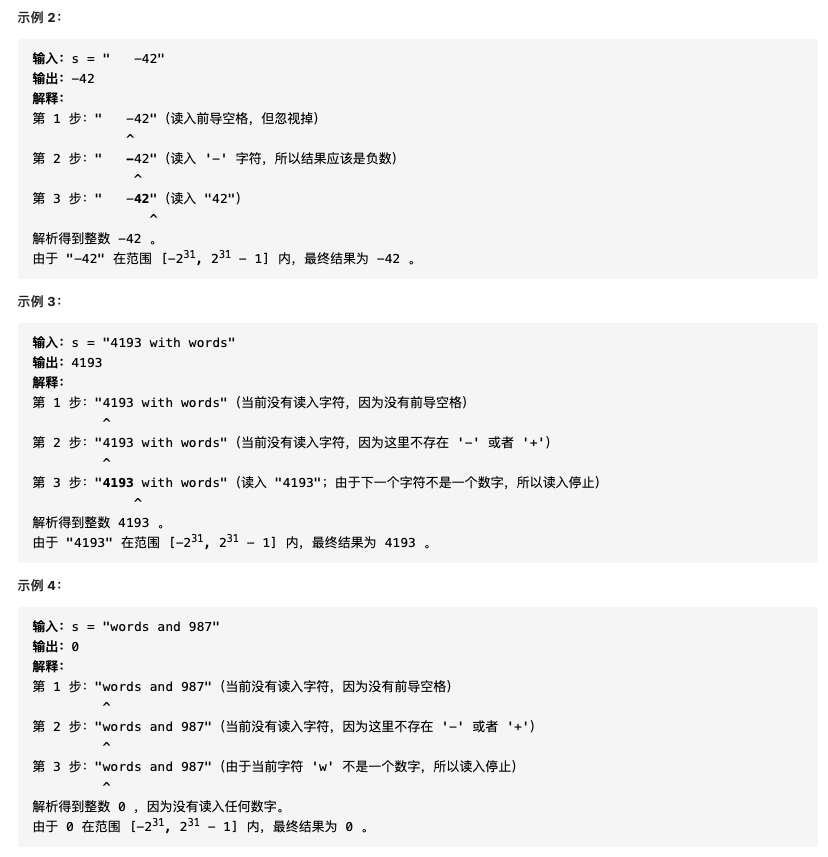 示例 2：
输入：s = "   -42"
输出：-42
解释：
第 1 步："   -42"（读入前导空格，但忽视掉）
            ^
第 2 步："   -42"（读入 '-' 字符，所以结果应该是负数）
             ^
第 3 步："   -42"（读入 "42"）
               ^
解析得到整数 -42 。
由于 "-42" 在范围 [-2³¹, 2³¹ - 1] 内，最终结果为 -42 。
示例 3：
输入：s = "4193 with words"
输出：4193
解释：
第 1 步："4193 with words"（当前没有读入字符，因为没有前导空格）
         ^
第 2 步："4193 with words"（当前没有读入字符，因为这里不存在 '-' 或者 '+'）
         ^
第 3 步："4193 with words"（读入 "4193"；由于下一个字符不是一个数字，所以读入停止）
             ^
解析得到整数 4193 。
由于 "4193" 在范围 [-2³¹, 2³¹ - 1] 内，最终结果为 4193 。
示例 4：
输入：s = "words and 987"
输出：0
解释：
第 1 步："words and 987"（当前没有读入字符，因为没有前导空格）
         ^
第 2 步："words and 987"（当前没有读入字符，因为这里不存在 '-' 或者 '+'）
         ^
第 3 步："words and 987"（由于当前字符 'w' 不是一个数字，所以读入停止）
         ^
解析得到整数 0 ，因为没有读入任何数字。
由于 0 在范围 [-2³¹, 2³¹ - 1] 内，最终结果为 0 。